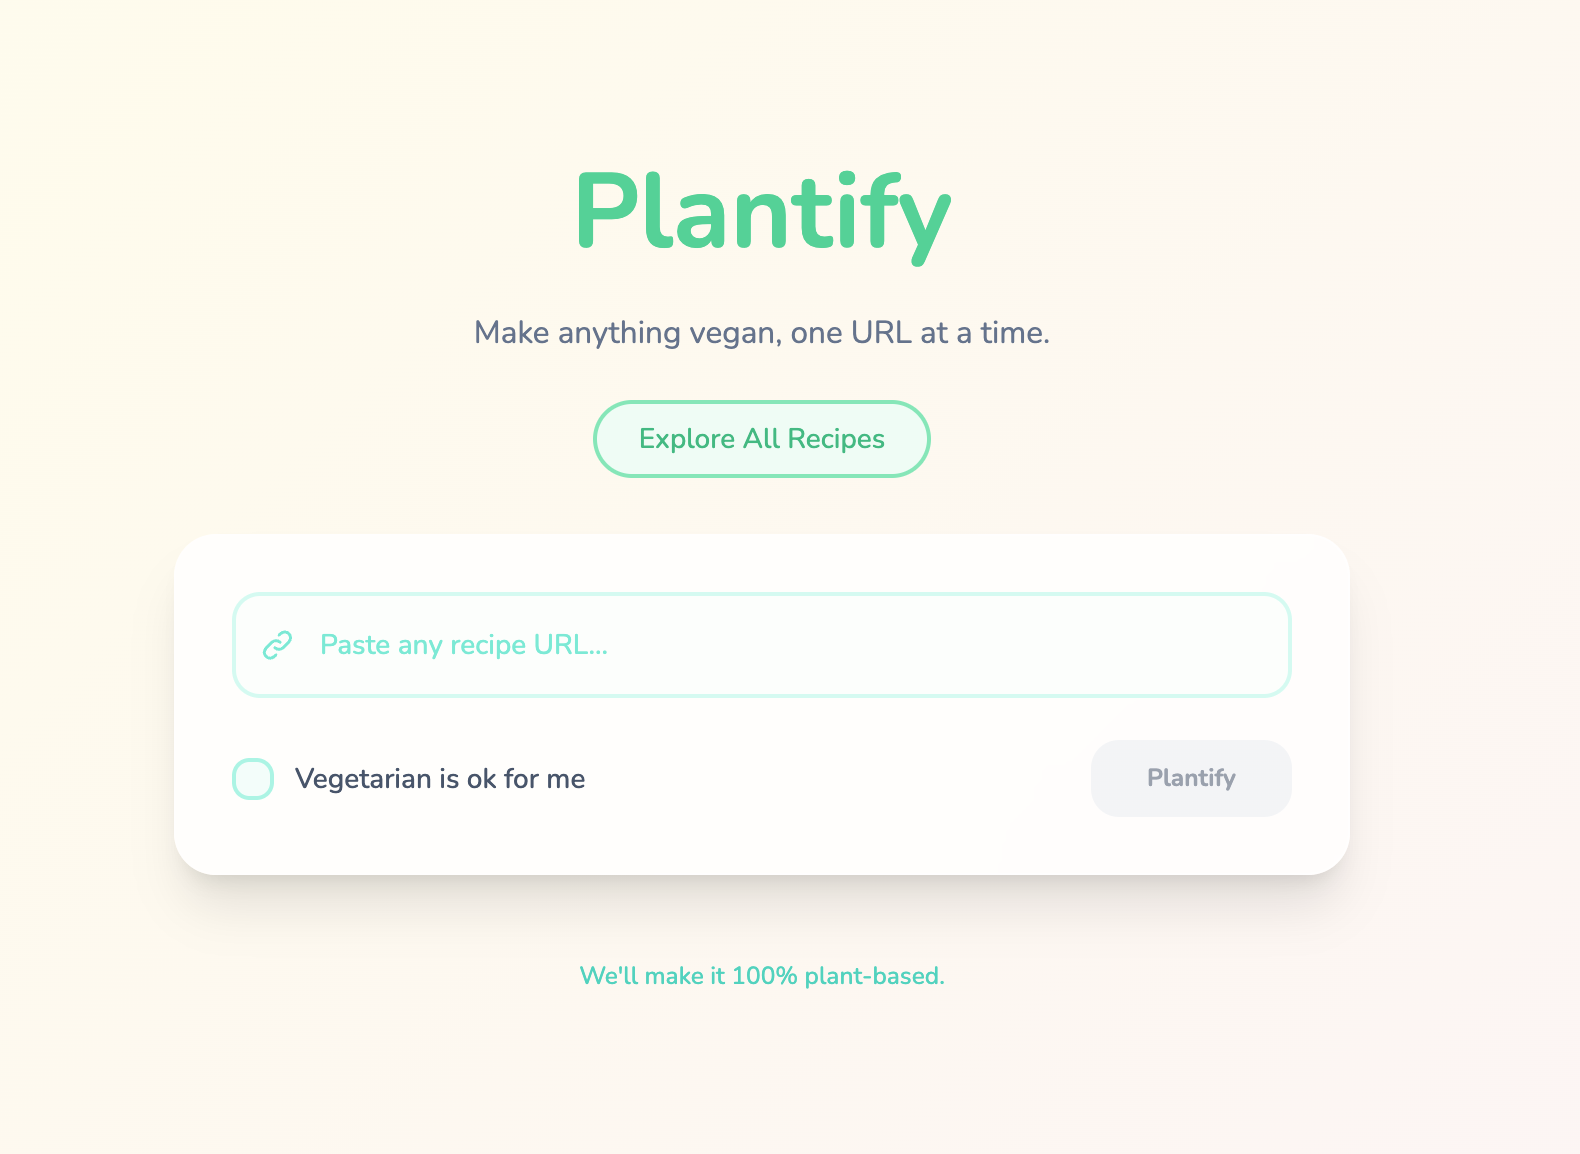 Plantify
Make anything vegan, one URL at a time.
Explore All Recipes
Paste any recipe URL...
Vegetarian is ok for me
Plantify
We'll make it 100% plant-based.